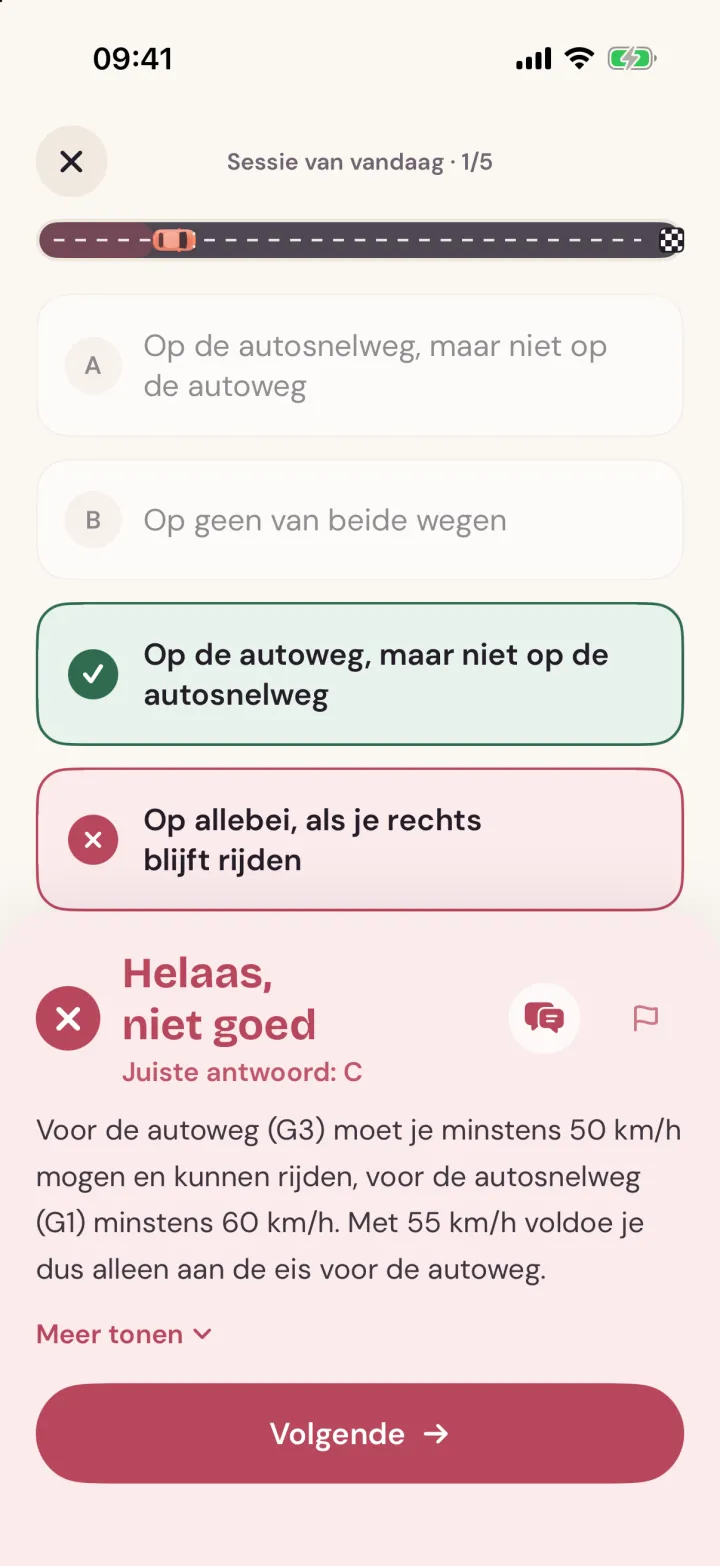 09:41
Sessie van vandaag · 1/5
A
Op de autosnelweg, maar niet op
de autoweg
B
Op geen van beide wegen
Op de autoweg, maar niet op de
autosnelweg
Op allebei, als je rechts
blijft rijden
Helaas,
niet goed
Juiste antwoord: C
Voor de autoweg (G3) moet je minstens 50 km/h
mogen en kunnen rijden, voor de autosnelweg
(G1) minstens 60 km/h. Met 55 km/h voldoe je
dus alleen aan de eis voor de autoweg.
Meer tonen
Volgende →